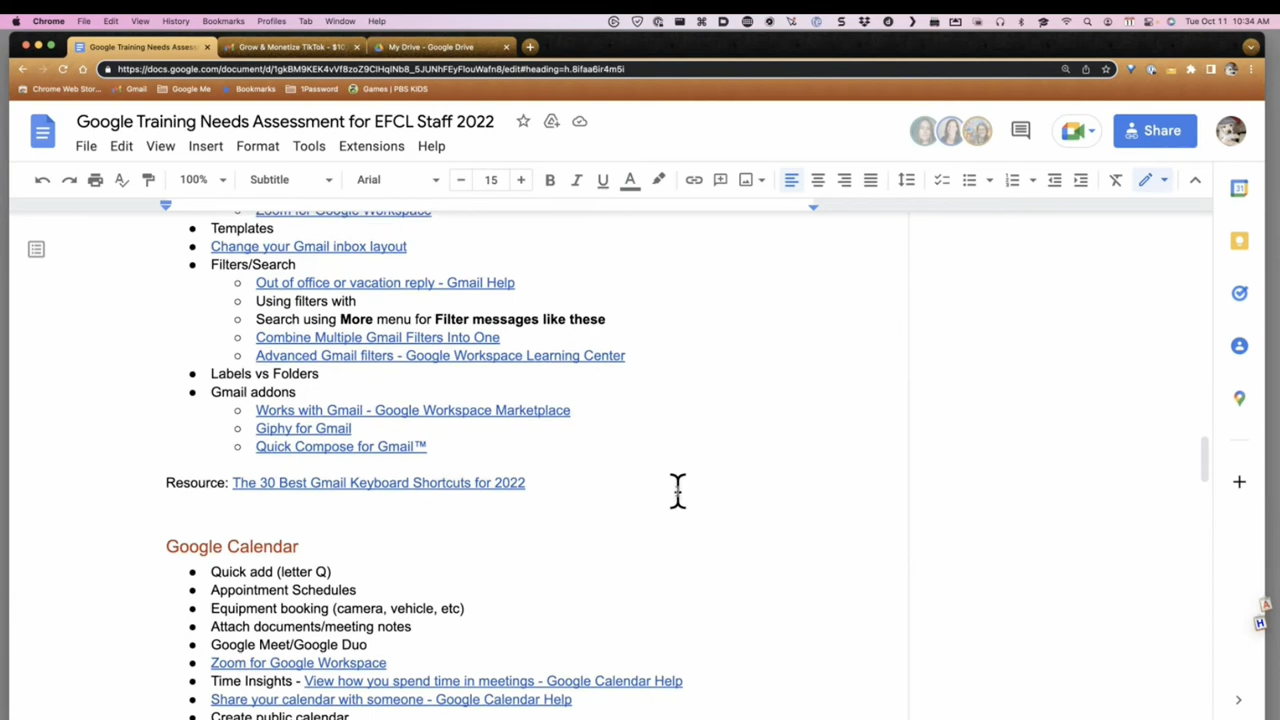 Chrome File Edit View History Bookmarks Profiles Tab Window Help Tue Oct 11 10:34 AM
Google Training Needs Assess Grow & Monetize TikTok - $10 My Drive - Google Drive
https://docs.google.com/document/d/
Chrome Web Stor... Gmail Google Me Bookmarks 1Password Games | PBS KIDS
Google Training Needs Assessment for EFCL Staff 2022
Share
File Edit View Insert Format Tools Extensions Help
100% Subtitle Arial 15
Zoom for Google Workspace
Templates
Change your Gmail inbox layout
Filters/Search
Out of office or vacation reply - Gmail Help
Using filters with
Search using More menu for Filter messages like these
Combine Multiple Gmail Filters Into One
Advanced Gmail filters - Google Workspace Learning Center
Labels vs Folders
Gmail addons
Works with Gmail - Google Workspace Marketplace
Giphy for Gmail
Quick Compose for Gmail™
Resource: The 30 Best Gmail Keyboard Shortcuts for 2022
Google Calendar
Quick add (letter Q)
Appointment Schedules
Equipment booking (camera, vehicle, etc)
Attach documents/meeting notes
Google Meet/Google Duo
Zoom for Google Workspace
Time Insights - View how you spend time in meetings - Google Calendar Help
Share your calendar with someone - Google Calendar Help
Create public calendar